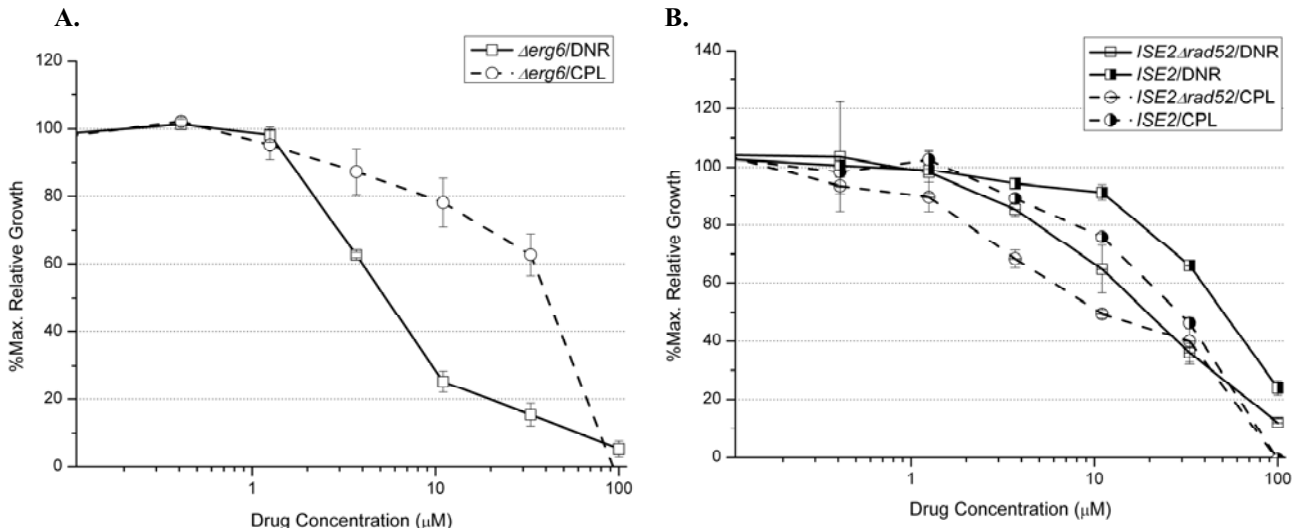 A.
Δerg6/DNR
Δerg6/CPL
120
100
80
60
40
20
0
%Max. Relative Growth
1
10
100
Drug Concentration (μM)
B.
ISE2Δrad52/DNR
ISE2/DNR
ISE2Δrad52/CPL
ISE2/CPL
140
120
100
80
60
40
20
0
%Max. Relative Growth
1
10
100
Drug Concentration (μM)